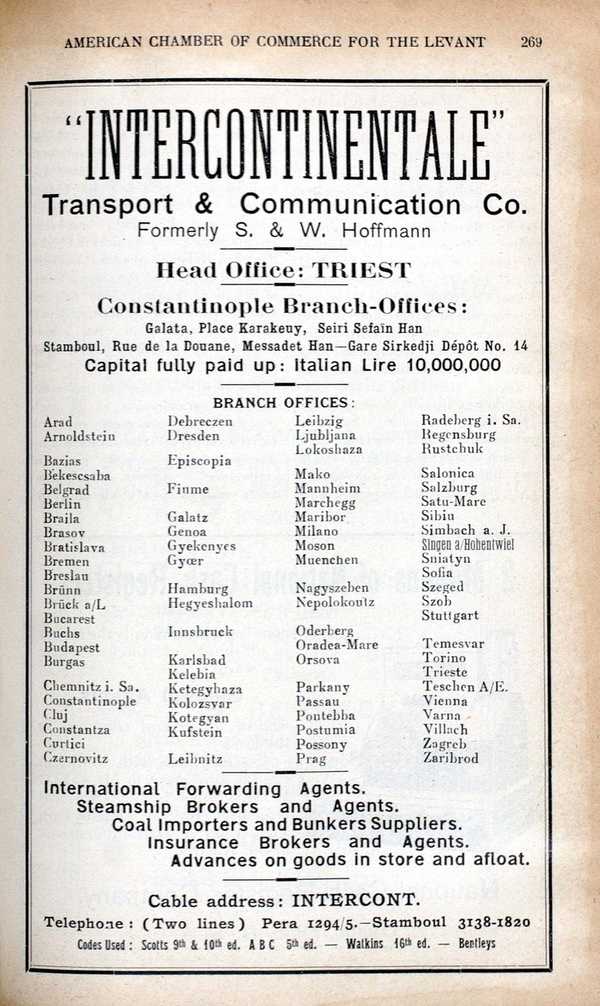 AMERICAN CHAMBER OF COMMERCE FOR THE LEVANT 269
"INTERCONTINENTALE"
Transport & Communication Co.
Formerly S. & W. Hoffmann
Head Office: TRIEST
Constantinople Branch-Offices:
Galata, Place Karakeuy, Seiri Sefaïn Han
Stamboul, Rue de la Douane, Messadet Han—Gare Sirkedji Dépôt No. 14
Capital fully paid up: Italian Lire 10,000,000
BRANCH OFFICES:
Arad
Arnoldstein
Bazias
Bekescsaba
Belgrad
Berlin
Braila
Brasov
Bratislava
Bremen
Breslau
Brünn
Brück a/L
Bucarest
Buchs
Budapest
Burgas
Chemnitz i. Sa.
Constantinople
Cluj
Constantza
Curtici
Czernovitz
Debreczen
Dresden
Episcopia
Fiume
Galatz
Genoa
Gyekenyes
Gyœr
Hamburg
Hegyeshalom
Innsbruck
Karlsbad
Kelebia
Ketegyhaza
Kolozsvar
Kotegyan
Kufstein
Leibnitz
Leibzig
Ljubljana
Lokoshaza
Mako
Mannheim
Marchegg
Maribor
Milano
Moson
Muenchen
Nagyszeben
Nepolokoutz
Oderberg
Oradea-Mare
Orsova
Parkany
Passau
Pontebba
Postumia
Possony
Prag
Radeberg i. Sa.
Regensburg
Rustchuk
Salonica
Salzburg
Satu-Mare
Sibiu
Simbach a. J.
Singen a/Hohentwiel
Sniatyn
Sofia
Szeged
Szob
Stuttgart
Temesvar
Torino
Trieste
Teschen A/E.
Vienna
Varna
Villach
Zagreb
Zaribrod
International Forwarding Agents.
Steamship Brokers and Agents.
Coal Importers and Bunkers Suppliers.
Insurance Brokers and Agents.
Advances on goods in store and afloat.
Cable address: INTERCONT.
Telephone: (Two lines) Pera 1294/5.—Stamboul 3138-1820
Codes Used: Scotts 9th & 10th ed. A B C 5th ed. — Watkins 16th ed. — Bentleys